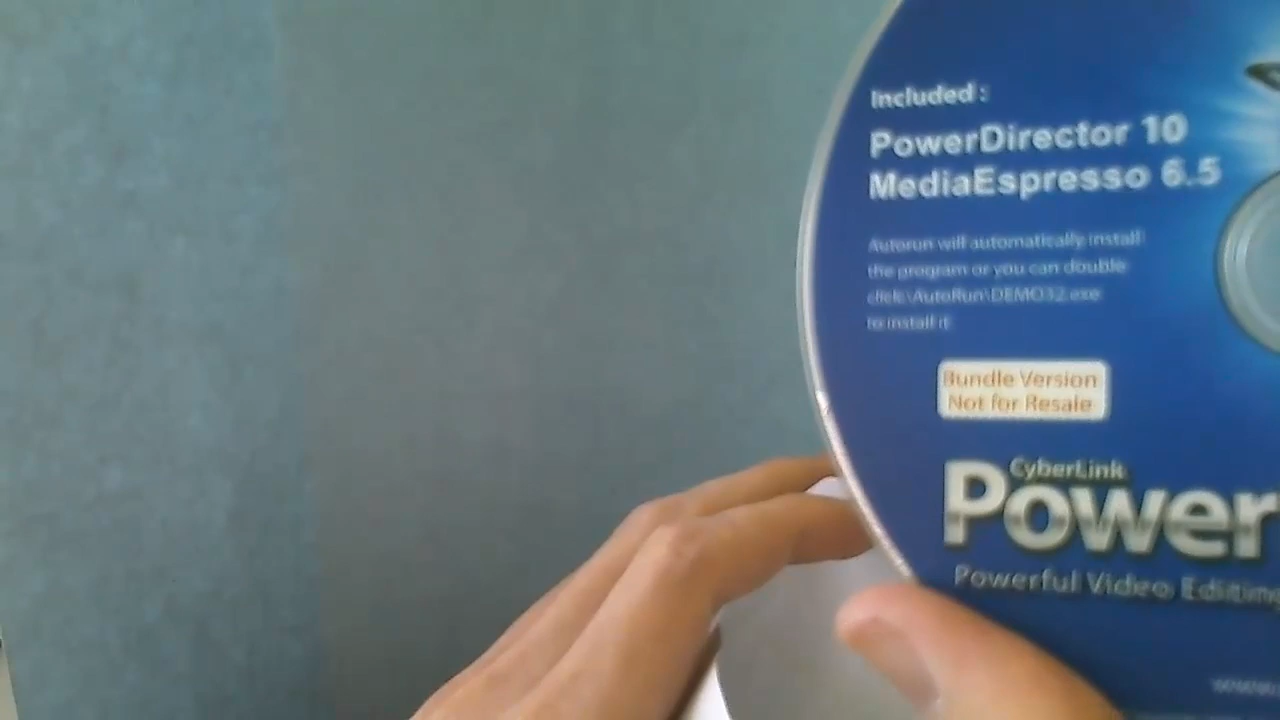 Included :
PowerDirector 10
MediaEspresso 6.5
Autorun will automatically install
the program or you can double
click:\AutoRun\DEMO32.exe
to install it
Bundle Version
Not for Resale
CyberLink
Power
Powerful Video Editing